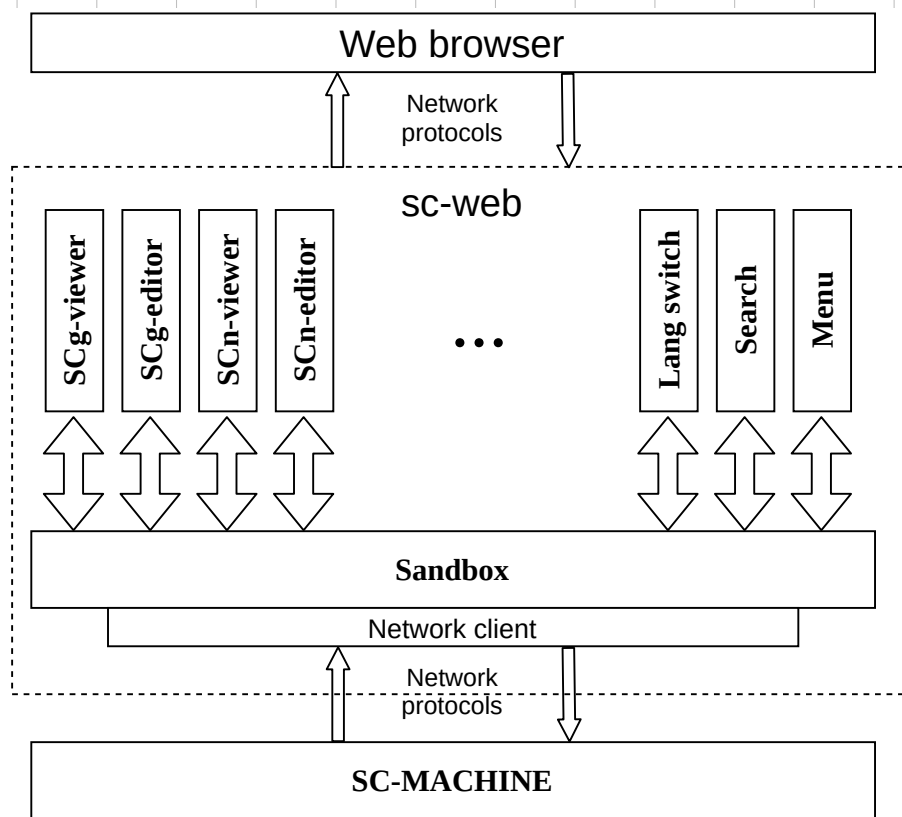 Web browser
Network
protocols
sc-web
SCg-viewer
SCg-editor
SCn-viewer
SCn-editor
...
Lang switch
Search
Menu
Sandbox
Network client
Network
protocols
SC-MACHINE